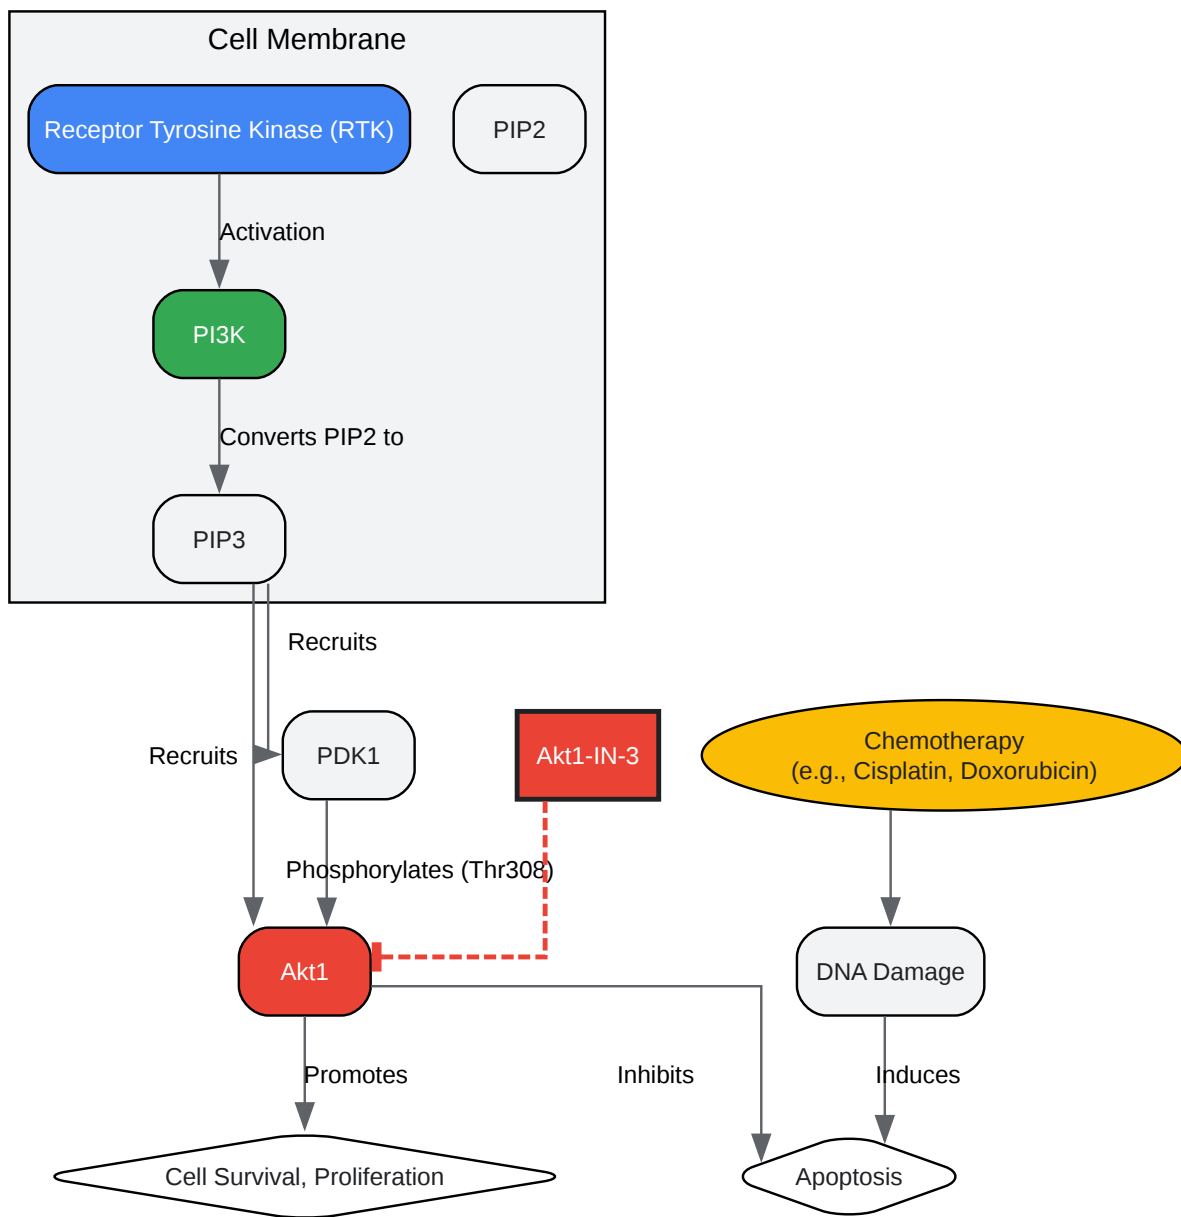 Cell Membrane
Receptor Tyrosine Kinase (RTK)
PIP2
Activation
PI3K
Converts PIP2 to
PIP3
Recruits
Recruits
PDK1
Akt1-IN-3
Chemotherapy
(e.g., Cisplatin, Doxorubicin)
Phosphorylates (Thr308)
Akt1
DNA Damage
Promotes
Inhibits
Induces
Cell Survival, Proliferation
Apoptosis